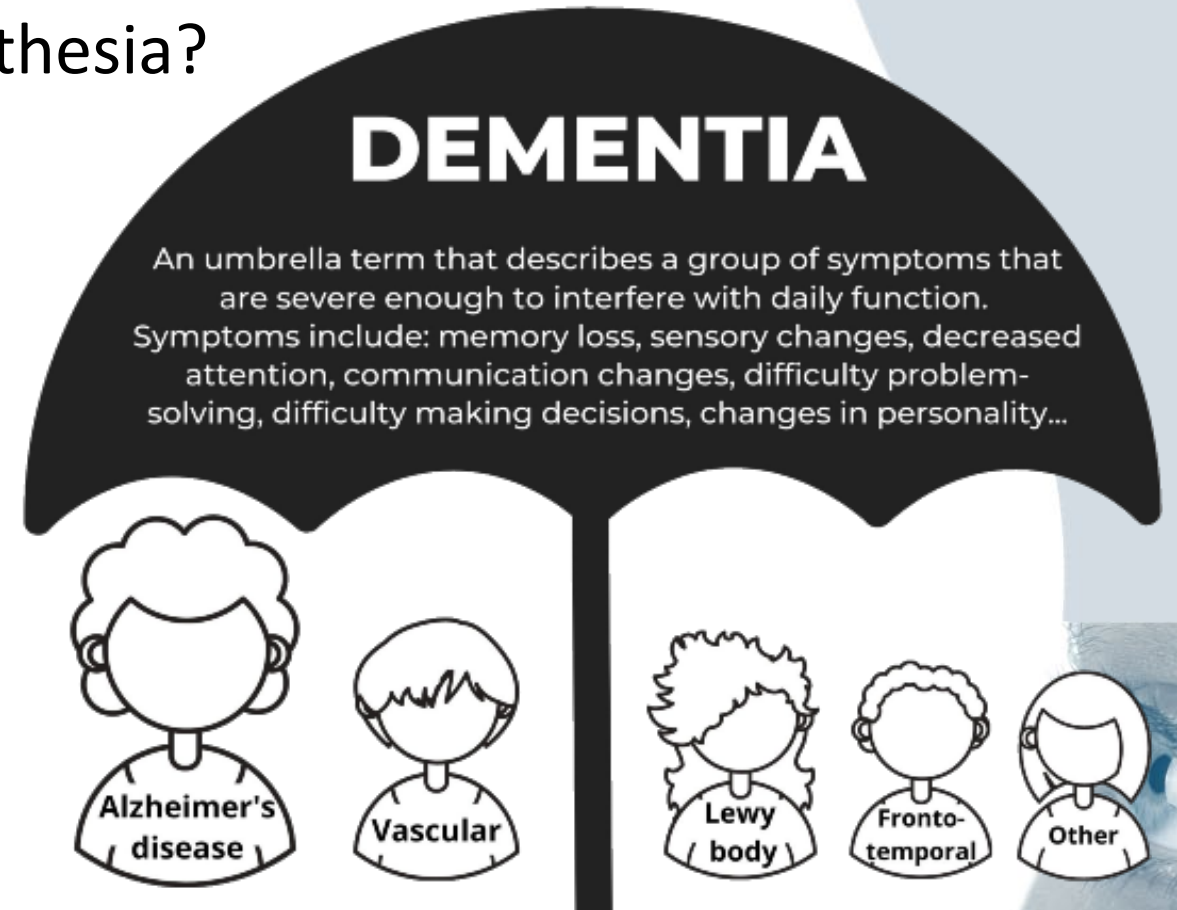 thesia?
DEMENTIA
An umbrella term that describes a group of symptoms that
are severe enough to interfere with daily function.
Symptoms include: memory loss, sensory changes, decreased
attention, communication changes, difficulty problem-
solving, difficulty making decisions, changes in personality...
Alzheimer's
disease
Vascular
Lewy
body
Fronto-
temporal
Other